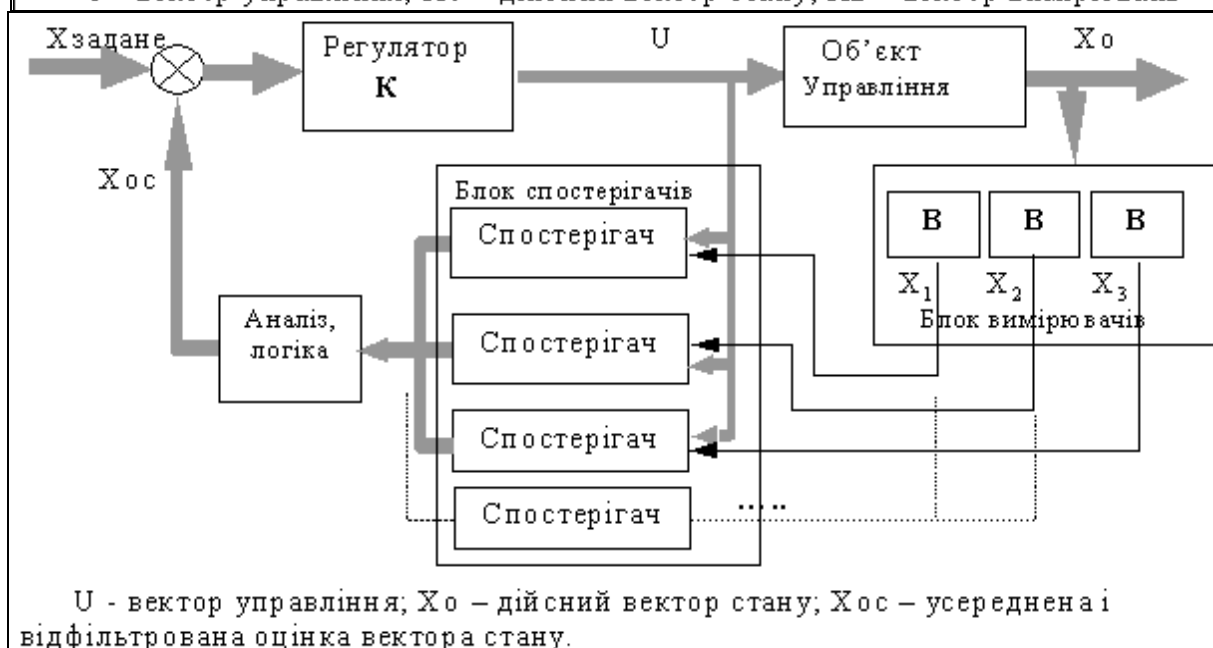 Хзадане
Регулятор
К
U
Об’єкт
Управління
Хо
Хос
Блок спостерігачів
Спостерігач
В В В
Х1 Х2 Х3
Блок вимірювачів
Аналіз,
логіка
Спостерігач
Спостерігач
Спостерігач
.....
U - вектор управління; Хо – дійсний вектор стану; Хос – усереднена і
відфільтрована оцінка вектора стану.